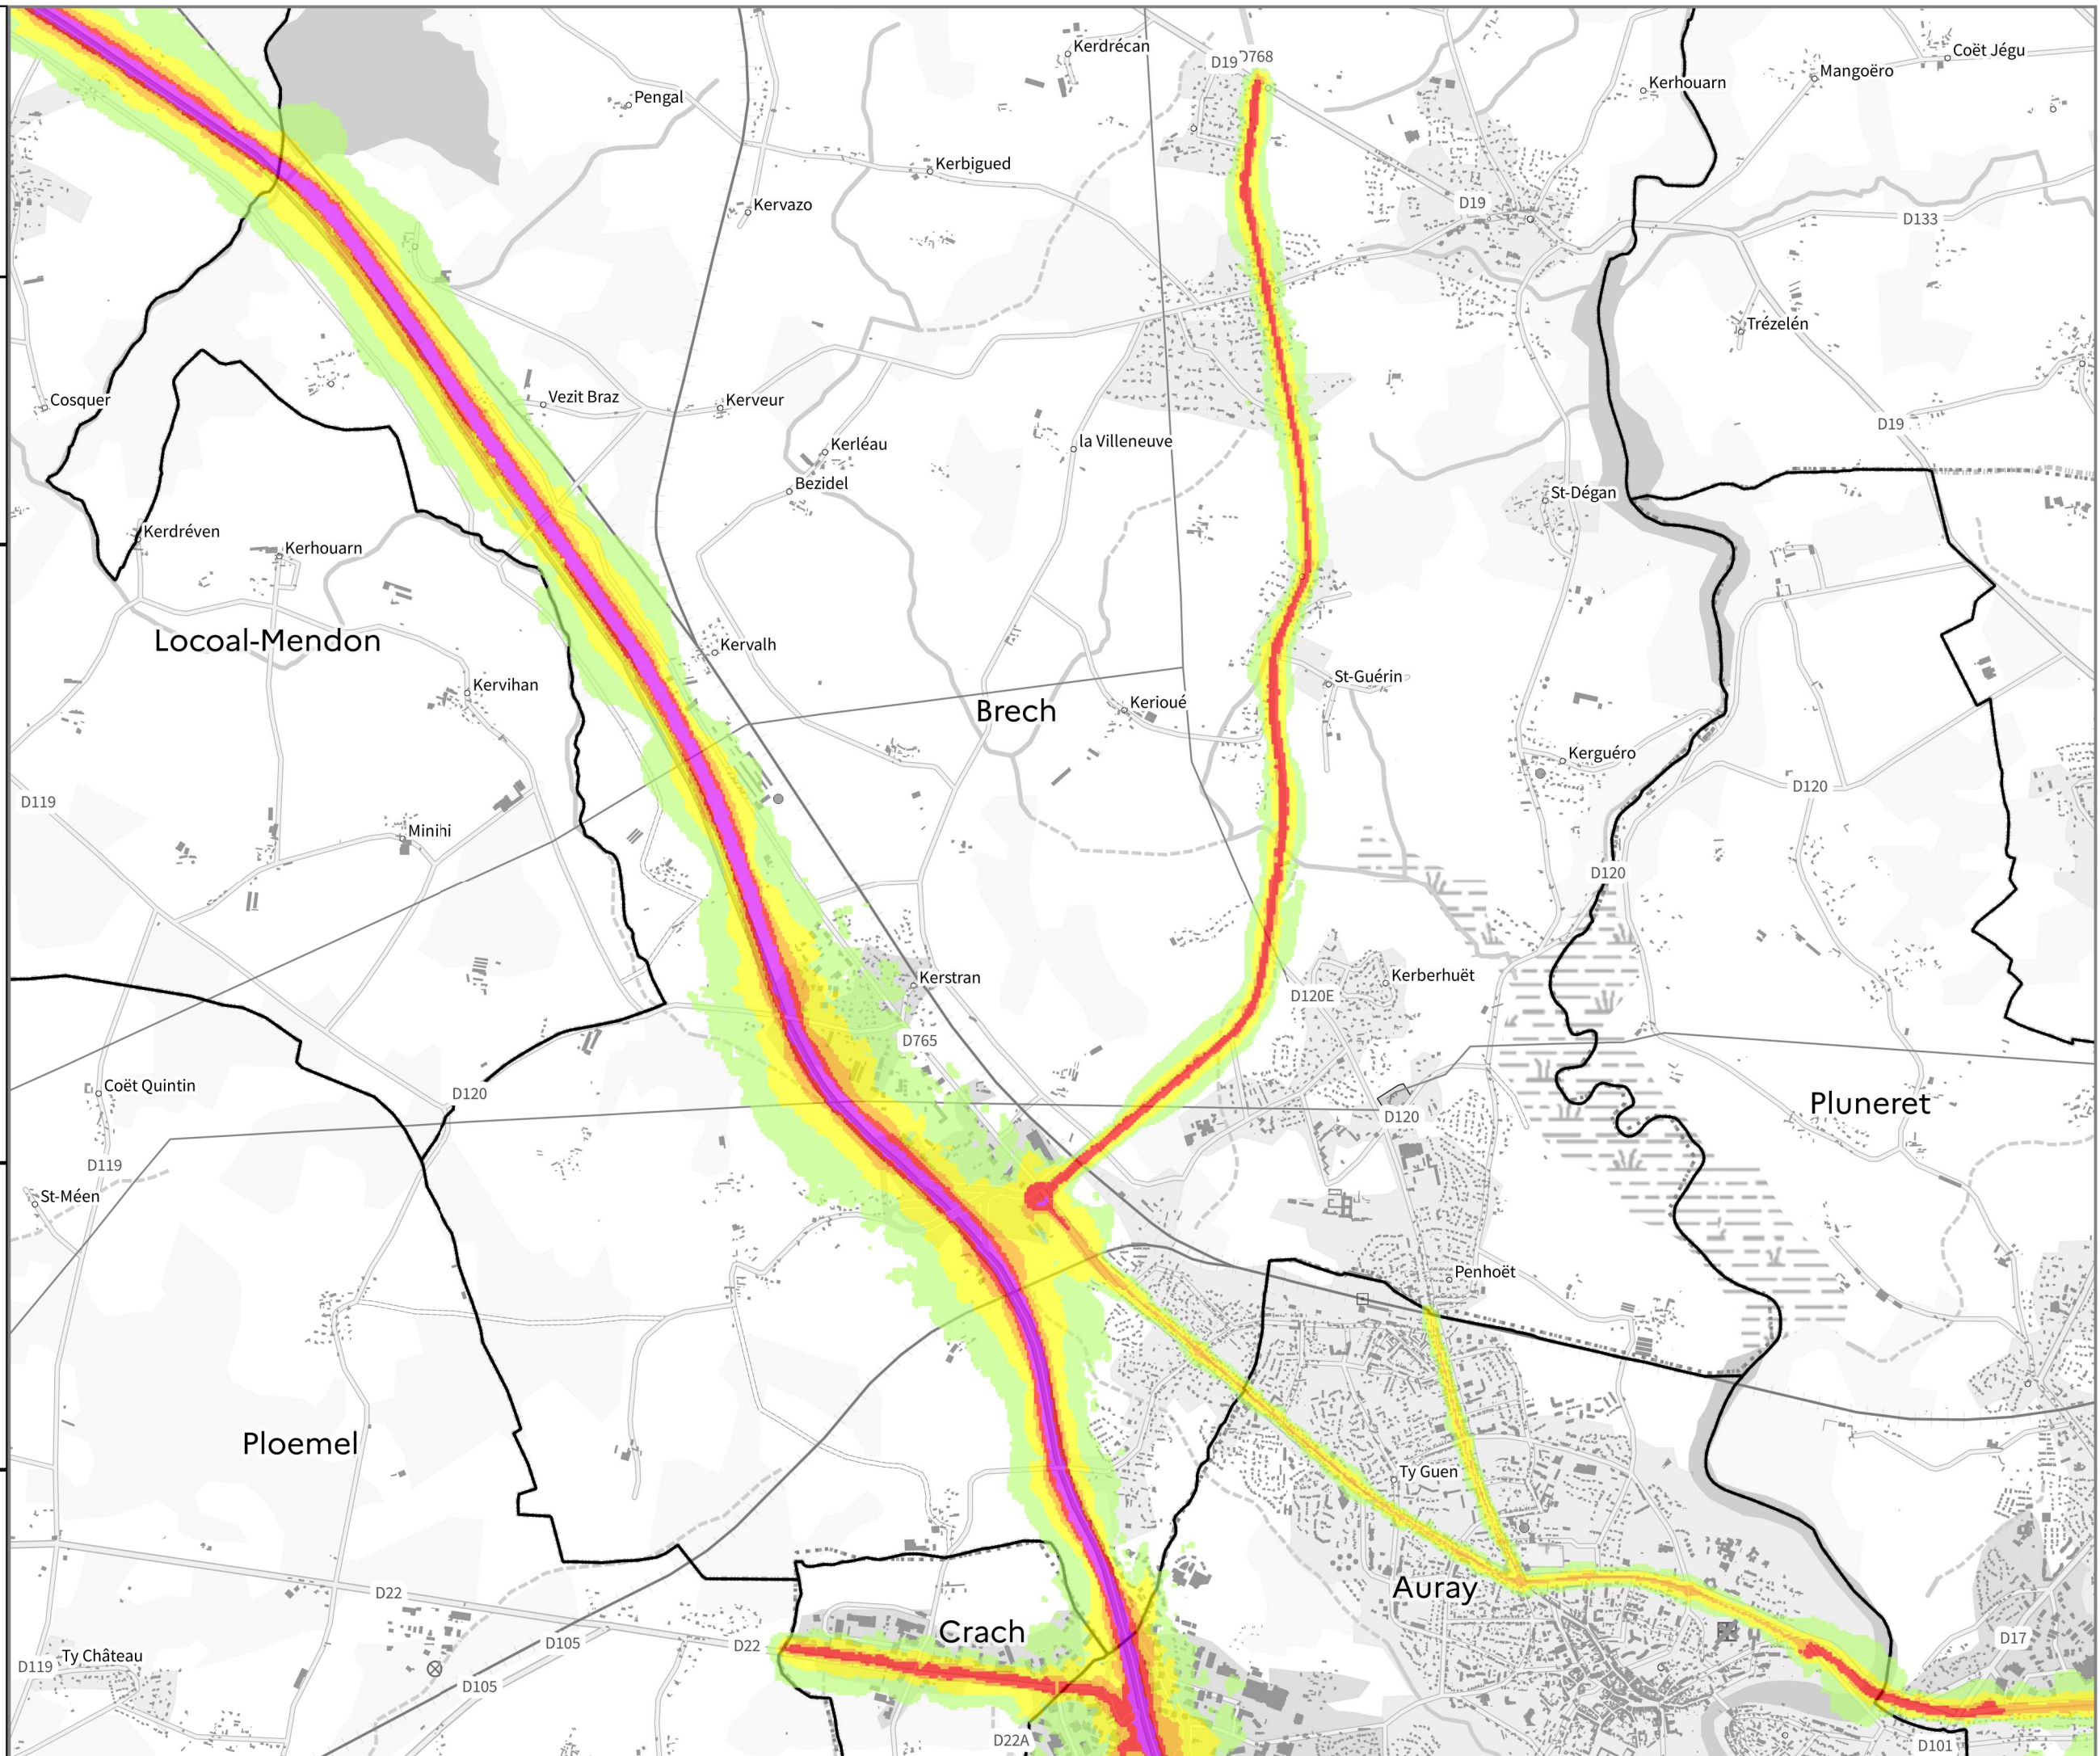 Kerdrécan
Coët Jégu
D19
D768
Mangoëro
Kerhouarn
Pengal
Kerbigued
Kervazo
D19
D133
Trézelén
Cosquer
Vezit Braz
Kerveur
D19
Kerléau
la Villeneuve
Bezidel
St-Dégan
Kerdréven
Kerhouarn
Locoal-Mendon
Kervalh
St-Guérin
Kervihan
Kerioué
Brech
Kerguéro
D120
D119
Minihi
D120
Kerstran
Kerberhuët
D120E
D765
Coët Quintin
D120
Pluneret
D120
D119
St-Méen
Penhoët
Ploemel
Ty Guen
Auray
D22
Crach
D105
D22
D17
Ty Château
D119
D105
D22A
D101